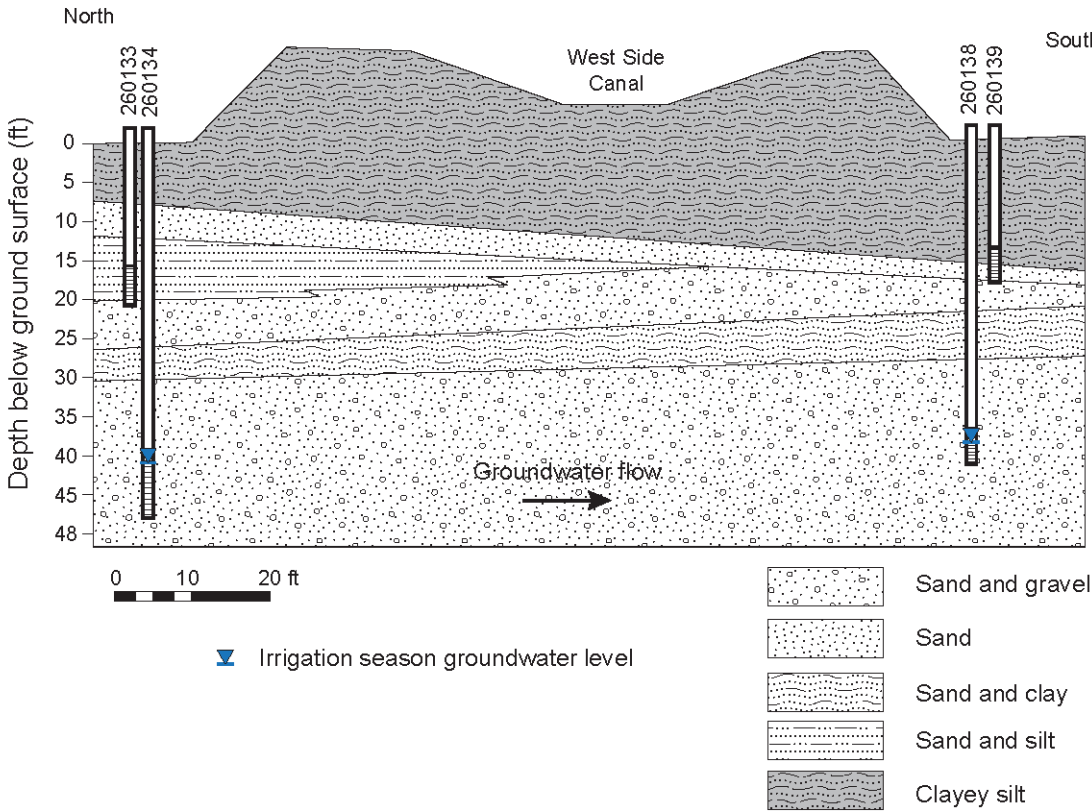 North
South
260133
260134
260138
260139
West Side
Canal
Depth below ground surface (ft)
0
5
10
15
20
25
30
35
40
45
48
Groundwater flow
0 10 20 ft
Irrigation season groundwater level
Sand and gravel
Sand
Sand and clay
Sand and silt
Clayey silt